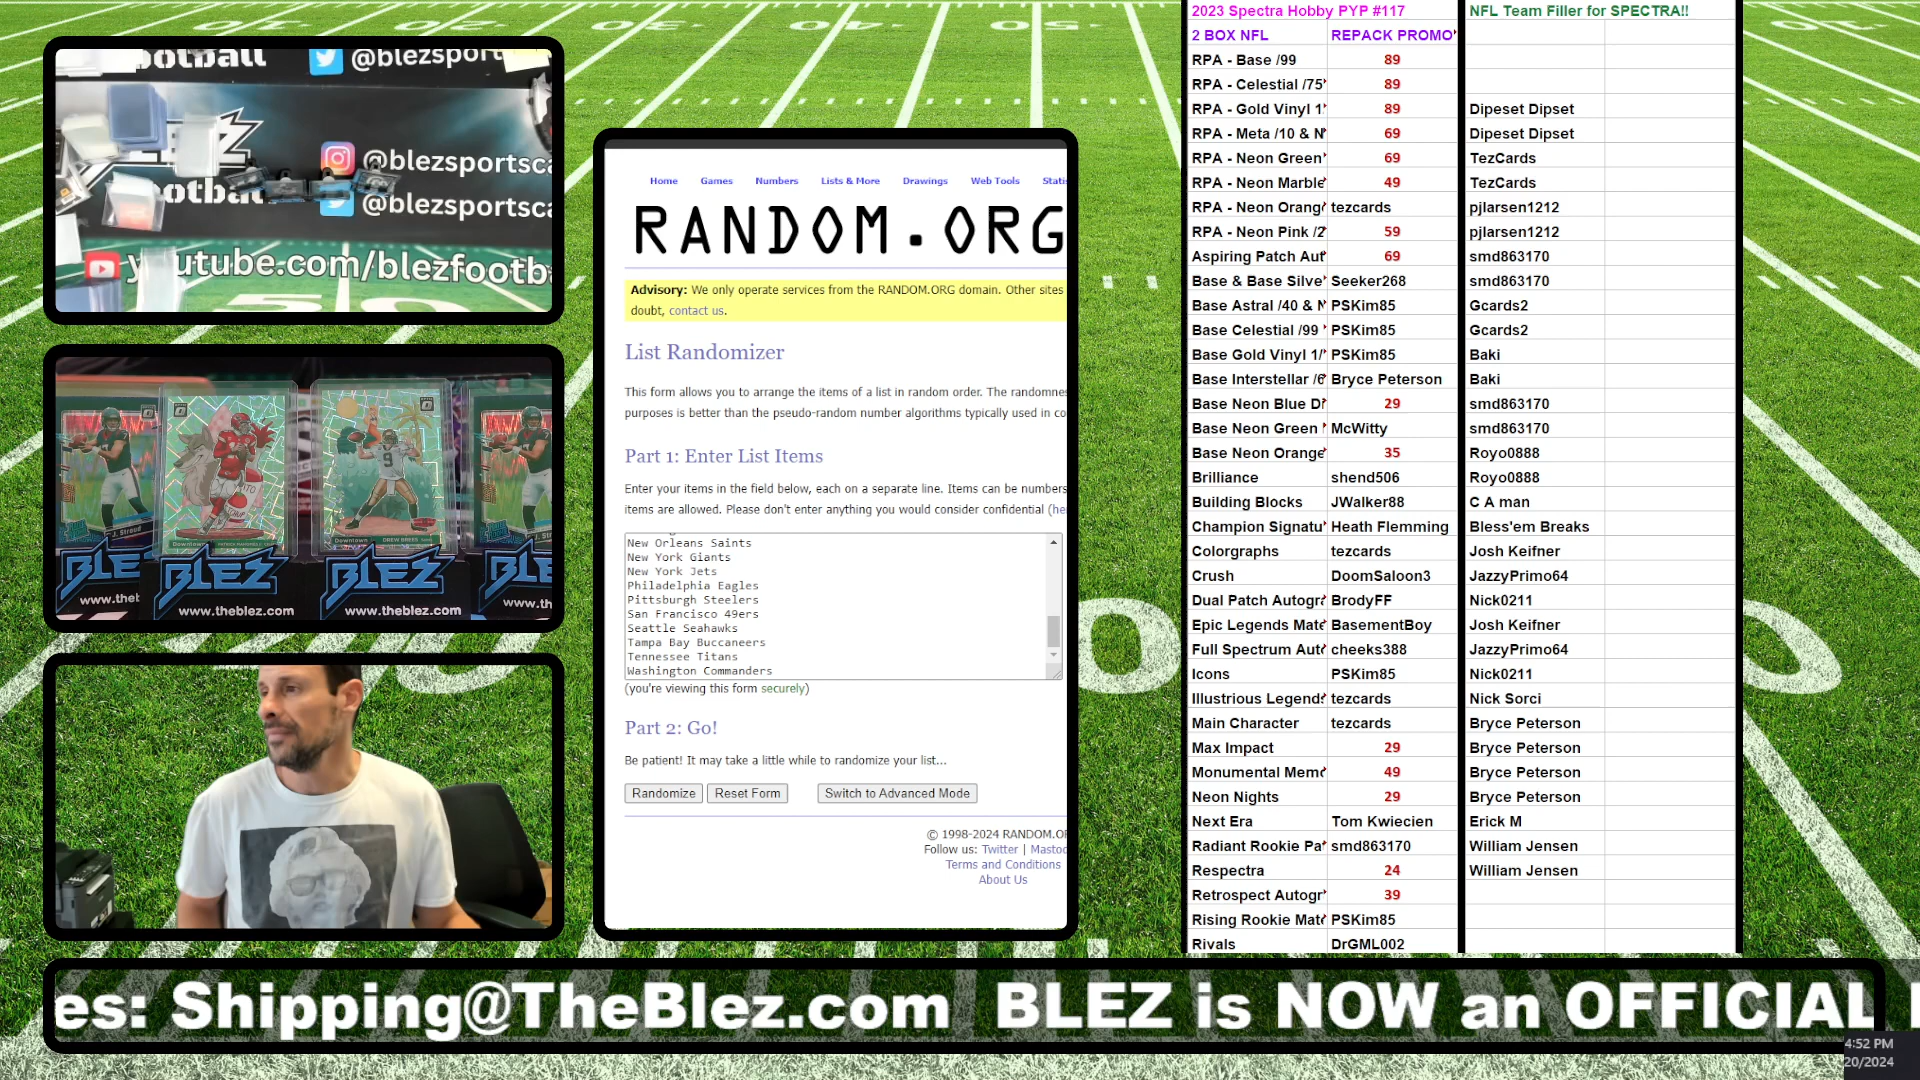 @blezsport
@blezsportsca
@blezsportsca
youtube.com/blezfootb
BLEZ
BLEZ
BLEZ
www.theblez.com
www.theblez.com
Home Games Numbers Lists & More Drawings Web Tools
RANDOM.ORG
Advisory: We only operate services from the RANDOM.ORG domain. Other sites
doubt, contact us.
List Randomizer
This form allows you to arrange the items of a list in random order. The randomne
purposes is better than the pseudo-random number algorithms typically used in co
Part 1: Enter List Items
Enter your items in the field below, each on a separate line. Items can be numbers
items are allowed. Please don't enter anything you would consider confidential
New Orleans Saints
New York Giants
New York Jets
Philadelphia Eagles
Pittsburgh Steelers
San Francisco 49ers
Seattle Seahawks
Tampa Bay Buccaneers
Tennessee Titans
Washington Commanders
(you're viewing this form securely)
Part 2: Go!
Be patient! It may take a little while to randomize your list...
Randomize Reset Form Switch to Advanced Mode
© 1998-2024 RANDOM.OR
Follow us: Twitter | Mastod
Terms and Conditions
About Us
2023 Spectra Hobby PYP #117 NFL Team Filler for SPECTRA!!
2 BOX NFL REPACK PROMO
RPA - Base /99 89
RPA - Celestial /75 89
RPA - Gold Vinyl 1 89 Dipeset Dipset
RPA - Meta /10 & N 69 Dipeset Dipset
RPA - Neon Green 69 TezCards
RPA - Neon Marble 49 TezCards
RPA - Neon Orang tezcards pjlarsen1212
RPA - Neon Pink /2 59 pjlarsen1212
Aspiring Patch Aut 69 smd863170
Base & Base Silve Seeker268 smd863170
Base Astral /40 & N PSKim85 Gcards2
Base Celestial /99 PSKim85 Gcards2
Base Gold Vinyl 1/ PSKim85 Baki
Base Interstellar /6 Bryce Peterson Baki
Base Neon Blue Di 29 smd863170
Base Neon Green McWitty smd863170
Base Neon Orange 35 Royo0888
Brilliance shend506 Royo0888
Building Blocks JWalker88 C A man
Champion Signatu Heath Flemming Bless'em Breaks
Colorgraphs tezcards Josh Keifner
Crush DoomSaloon3 JazzyPrimo64
Dual Patch Autogr BrodyFF Nick0211
Epic Legends Mate BasementBoy Josh Keifner
Full Spectrum Aut cheeks388 JazzyPrimo64
Icons PSKim85 Nick0211
Illustrious Legend tezcards Nick Sorci
Main Character tezcards Bryce Peterson
Max Impact 29 Bryce Peterson
Monumental Mem 49 Bryce Peterson
Neon Nights 29 Bryce Peterson
Next Era Tom Kwiecien Erick M
Radiant Rookie Pa smd863170 William Jensen
Respectra 24 William Jensen
Retrospect Autogr 39
Rising Rookie Mat PSKim85
Rivals DrGML002
es: Shipping@TheBlez.com BLEZ is NOW an OFFICIAL
4:52 PM
20/2024